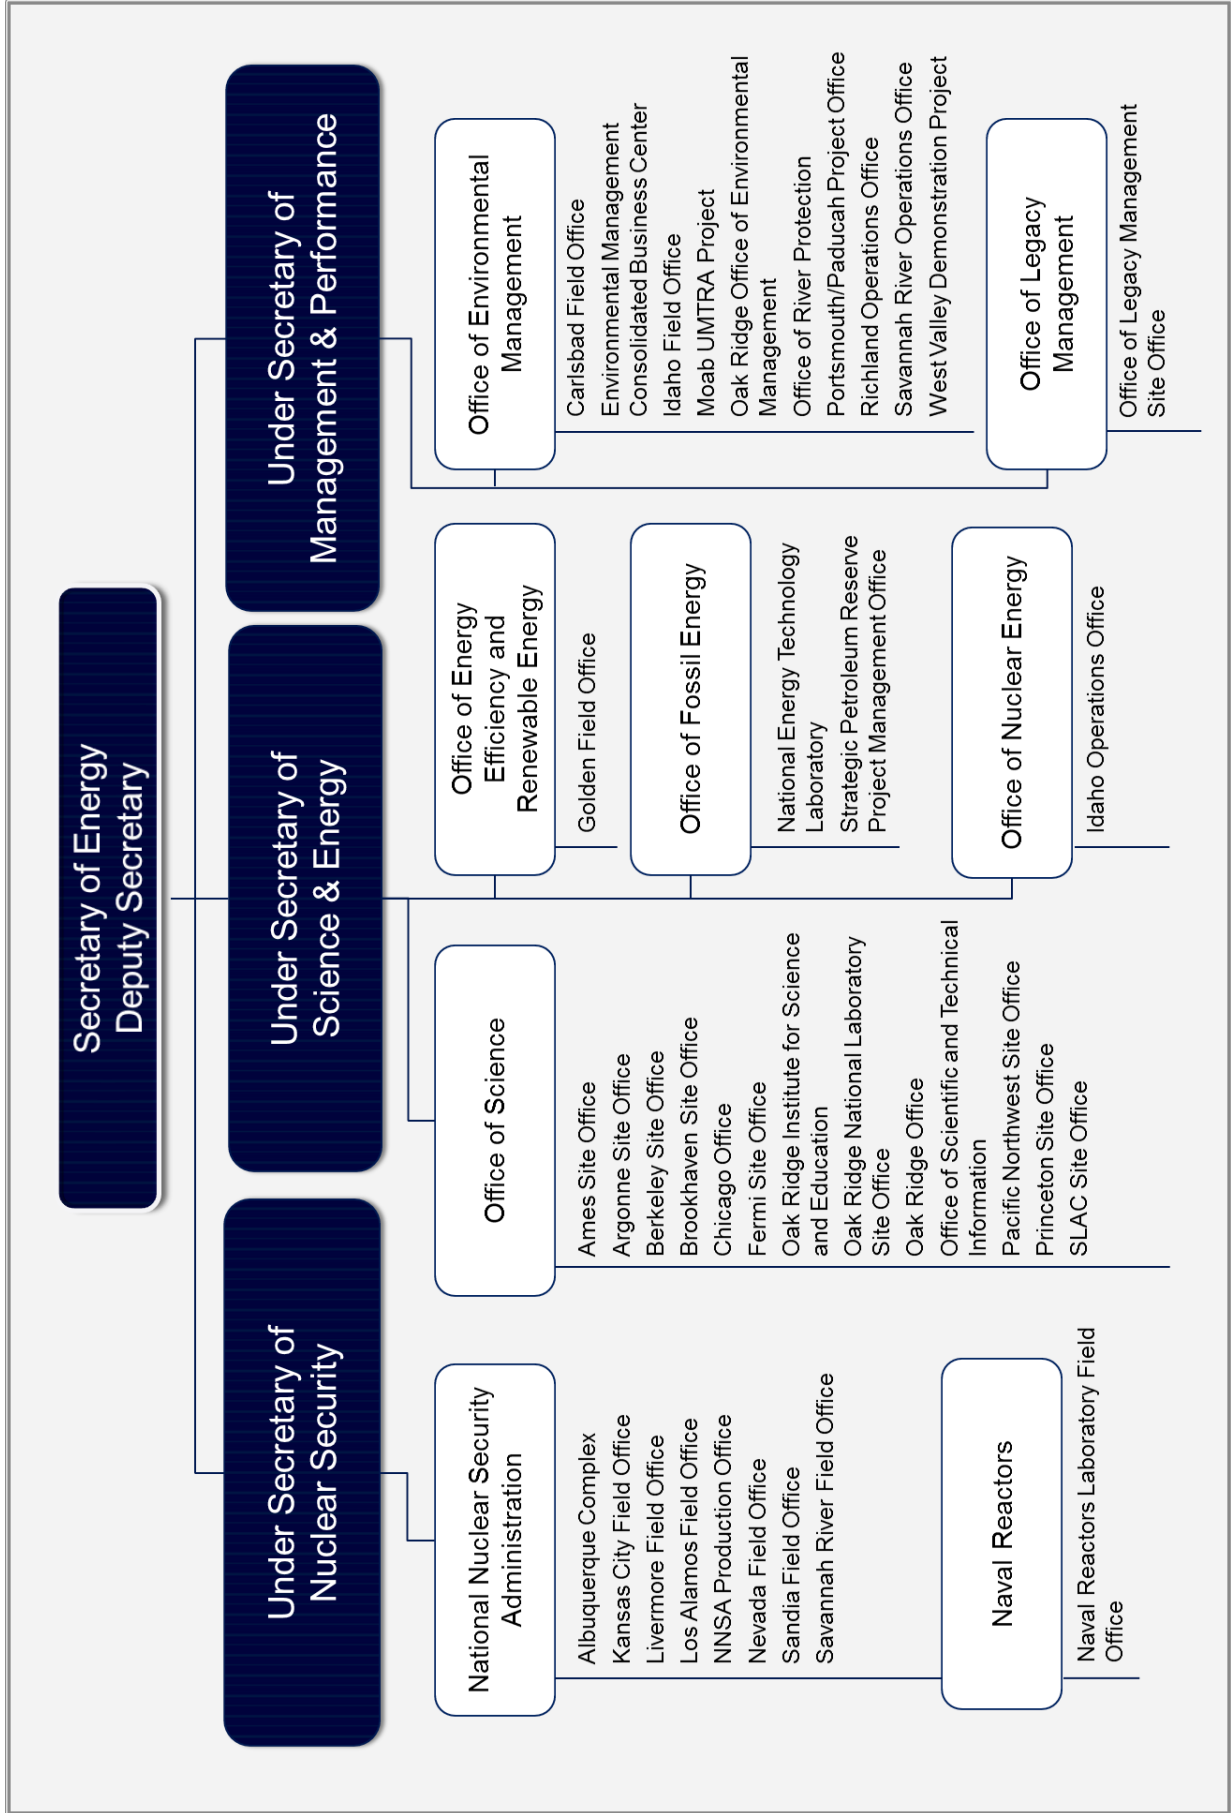 Secretary of Energy
Deputy Secretary
Under Secretary of
Nuclear Security
Under Secretary of
Science & Energy
Under Secretary of
Management & Performance
National Nuclear Security
Administration
Albuquerque Complex
Kansas City Field Office
Livermore Field Office
Los Alamos Field Office
NNSA Production Office
Nevada Field Office
Sandia Field Office
Savannah River Field Office
Naval Reactors
Naval Reactors Laboratory Field
Office
Office of Science
Ames Site Office
Argonne Site Office
Berkeley Site Office
Brookhaven Site Office
Chicago Office
Fermi Site Office
Oak Ridge Institute for Science
and Education
Oak Ridge National Laboratory
Site Office
Oak Ridge Office
Office of Scientific and Technical
Information
Pacific Northwest Site Office
Princeton Site Office
SLAC Site Office
Office of Energy
Efficiency and
Renewable Energy
Golden Field Office
Office of Fossil Energy
National Energy Technology
Laboratory
Strategic Petroleum Reserve
Project Management Office
Office of Nuclear Energy
Idaho Operations Office
Office of Environmental
Management
Carlsbad Field Office
Environmental Management
Consolidated Business Center
Idaho Field Office
Moab UMTRA Project
Oak Ridge Office of Environmental
Management
Office of River Protection
Portsmouth/Paducah Project Office
Richland Operations Office
Savannah River Operations Office
West Valley Demonstration Project
Office of Legacy
Management
Office of Legacy Management
Site Office